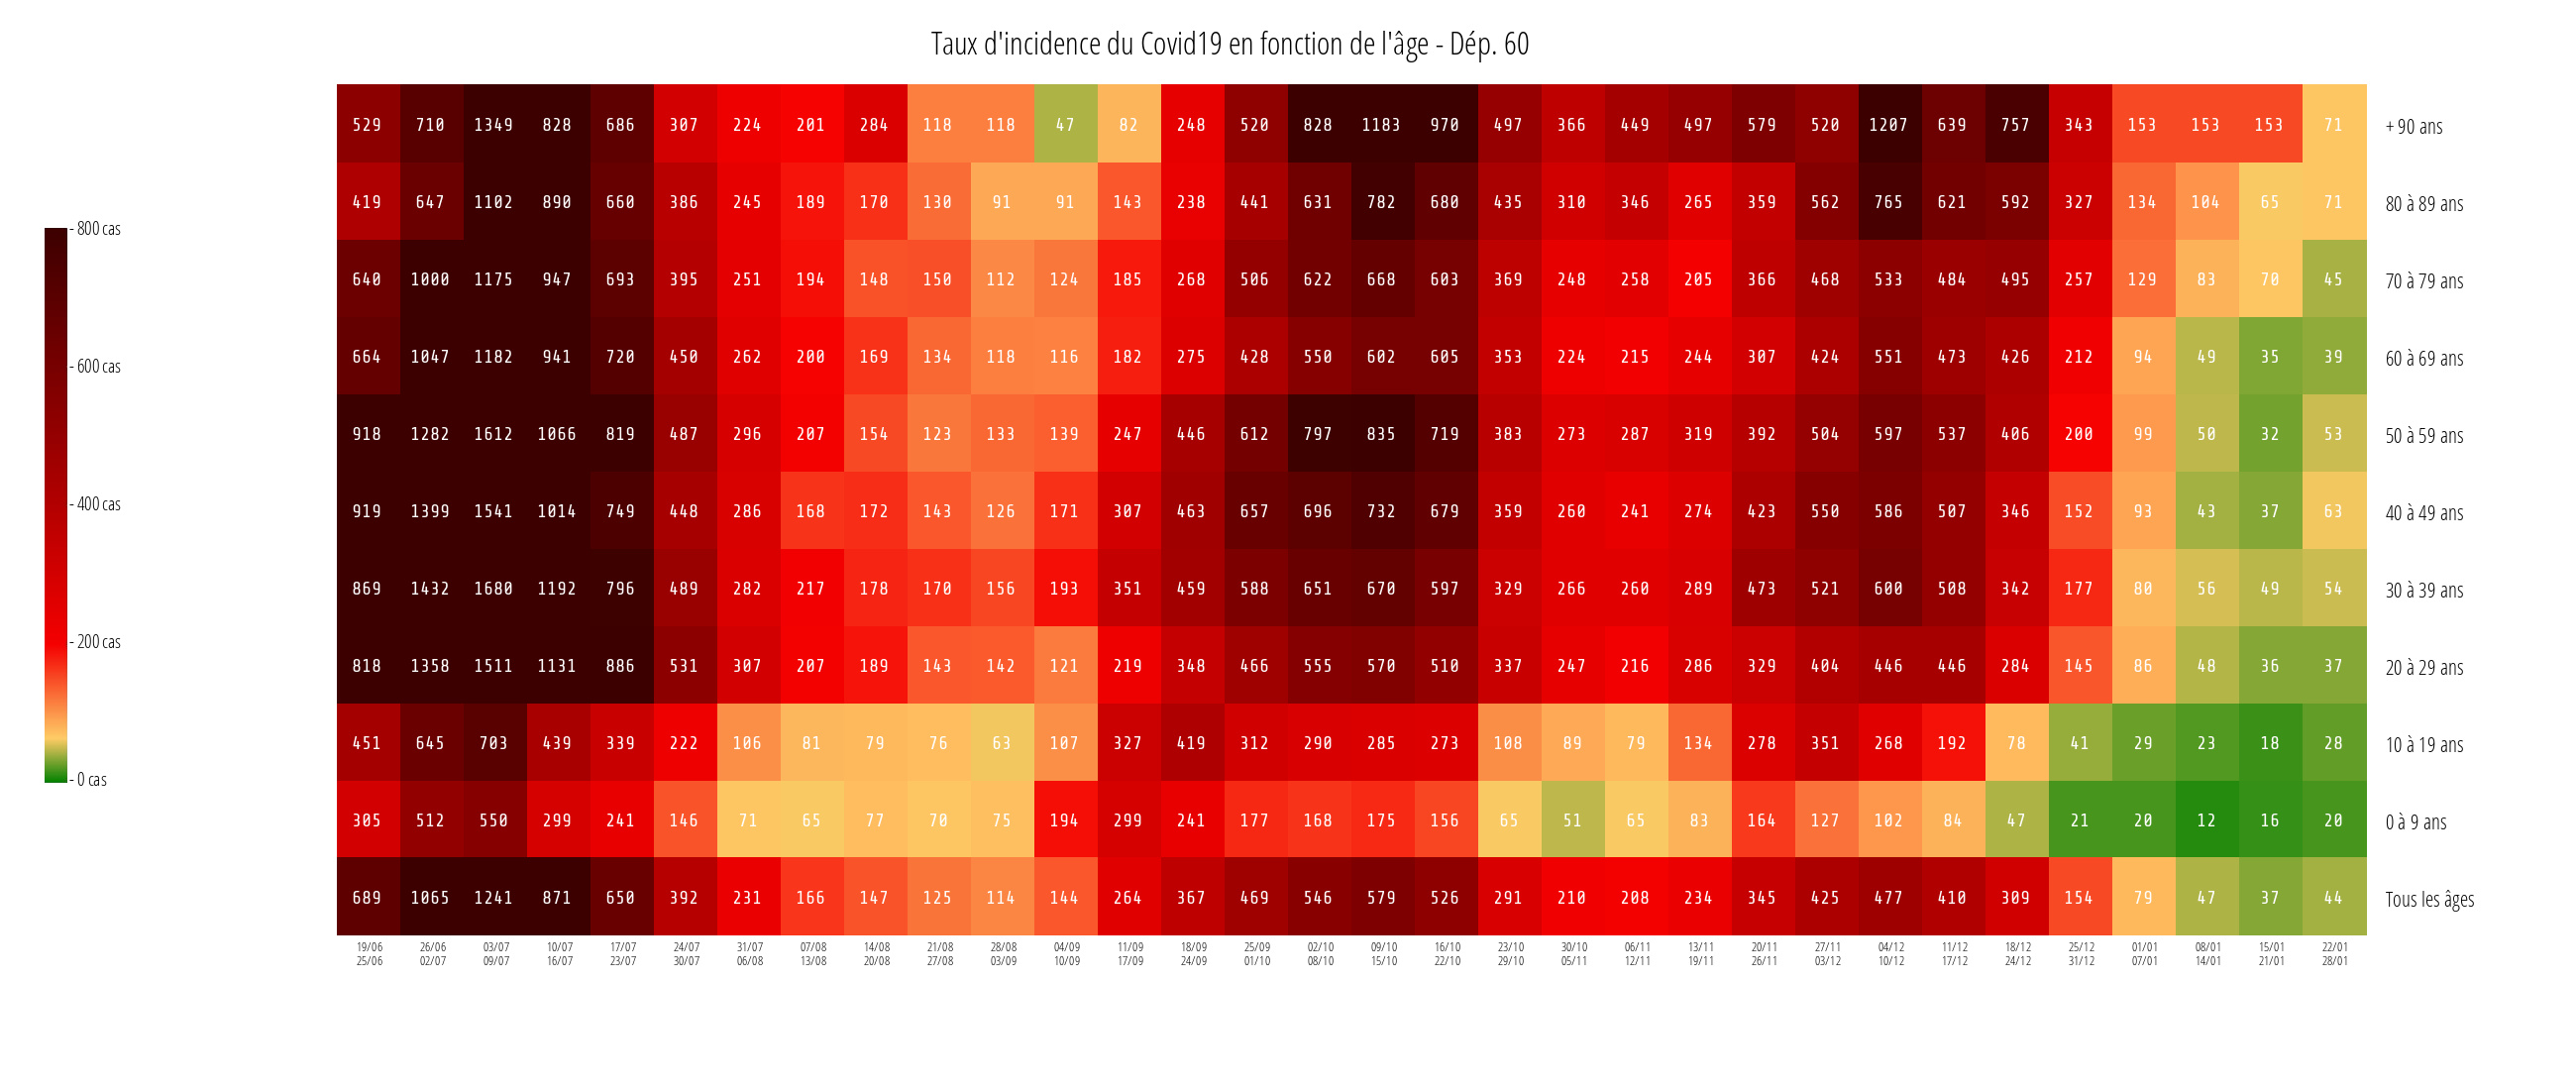 Taux d'incidence du Covid19 en fonction de l'âge - Dép. 60
529 710 1349 828 686 307 224 201 284 118 118 47 82 248 520 828 1183 970 497 366 449 497 579 520 1207 639 757 343 153 153 153 71 + 90 ans
419 647 1102 890 660 386 245 189 170 130 91 91 143 238 441 631 782 680 435 310 346 265 359 562 765 621 592 327 134 104 65 71 80 à 89 ans
640 1000 1175 947 693 395 251 194 148 150 112 124 185 268 506 622 668 603 369 248 258 205 366 468 533 484 495 257 129 83 70 45 70 à 79 ans
664 1047 1182 941 720 450 262 200 169 134 118 116 182 275 428 550 602 605 353 224 215 244 307 424 551 473 426 212 94 49 35 39 60 à 69 ans
918 1282 1612 1066 819 487 296 207 154 123 133 139 247 446 612 797 835 719 383 273 287 319 392 504 597 537 406 200 99 50 32 53 50 à 59 ans
919 1399 1541 1014 749 448 286 168 172 143 126 171 307 463 657 696 732 679 359 260 241 274 423 550 586 507 346 152 93 43 37 63 40 à 49 ans
869 1432 1680 1192 796 489 282 217 178 170 156 193 351 459 588 651 670 597 329 266 260 289 473 521 600 508 342 177 80 56 49 54 30 à 39 ans
818 1358 1511 1131 886 531 307 207 189 143 142 121 219 348 466 555 570 510 337 247 216 286 329 404 446 446 284 145 86 48 36 37 20 à 29 ans
451 645 703 439 339 222 106 81 79 76 63 107 327 419 312 290 285 273 108 89 79 134 278 351 268 192 78 41 29 23 18 28 10 à 19 ans
305 512 550 299 241 146 71 65 77 70 75 194 299 241 177 168 175 156 65 51 65 83 164 127 102 84 47 21 20 12 16 20 0 à 9 ans
689 1065 1241 871 650 392 231 166 147 125 114 144 264 367 469 546 579 526 291 210 208 234 345 425 477 410 309 154 79 47 37 44 Tous les âges
19/06 26/06 03/07 10/07 17/07 24/07 31/07 07/08 14/08 21/08 28/08 04/09 11/09 18/09 25/09 02/10 09/10 16/10 23/10 30/10 06/11 13/11 20/11 27/11 04/12 11/12 18/12 25/12 01/01 08/01 15/01 22/01
25/06 02/07 09/07 16/07 23/07 30/07 06/08 13/08 20/08 27/08 03/09 10/09 17/09 24/09 01/10 08/10 15/10 22/10 29/10 05/11 12/11 19/11 26/11 03/12 10/12 17/12 24/12 31/12 07/01 14/01 21/01 28/01
- 800 cas
- 600 cas
- 400 cas
- 200 cas
- 0 cas